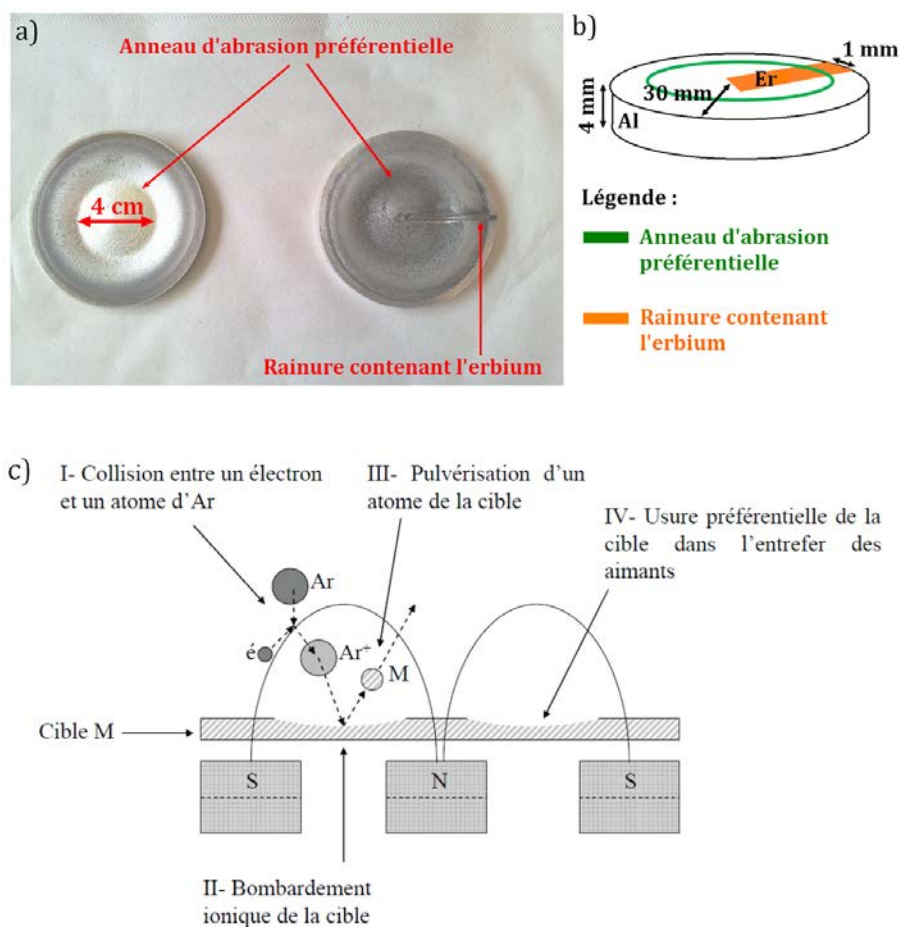 a)
Anneau d'abrasion
préférentielle
4 cm
Rainure contenant l'erbium
b)
1 mm
Er
30 mm
4 mm
Al
Légende :
Anneau d'abrasion
préférentielle
Rainure contenant
l'erbium
c)
I- Collision entre un électron
et un atome d'Ar
III- Pulvérisation d'un
atome de la cible
IV- Usure préférentielle de la
cible dans l'entrefer des
aimants
Ar
é
Ar+
M
Cible M
S
N
S
II- Bombardement
ionique de la cible